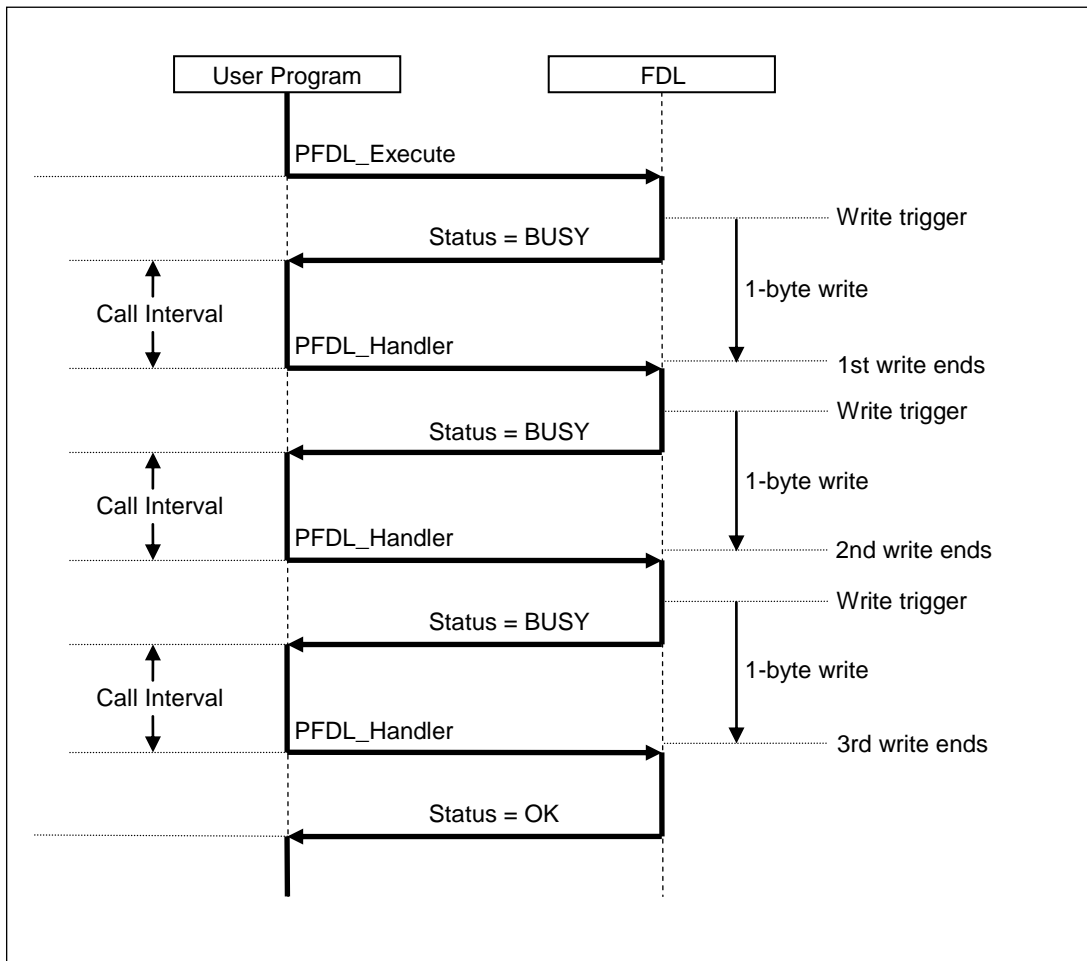 User Program
FDL
PFDL_Execute
Write trigger
Status = BUSY
1-byte write
Call Interval
PFDL_Handler
1st write ends
Write trigger
Status = BUSY
1-byte write
Call Interval
PFDL_Handler
2nd write ends
Write trigger
Status = BUSY
1-byte write
Call Interval
PFDL_Handler
3rd write ends
Status = OK